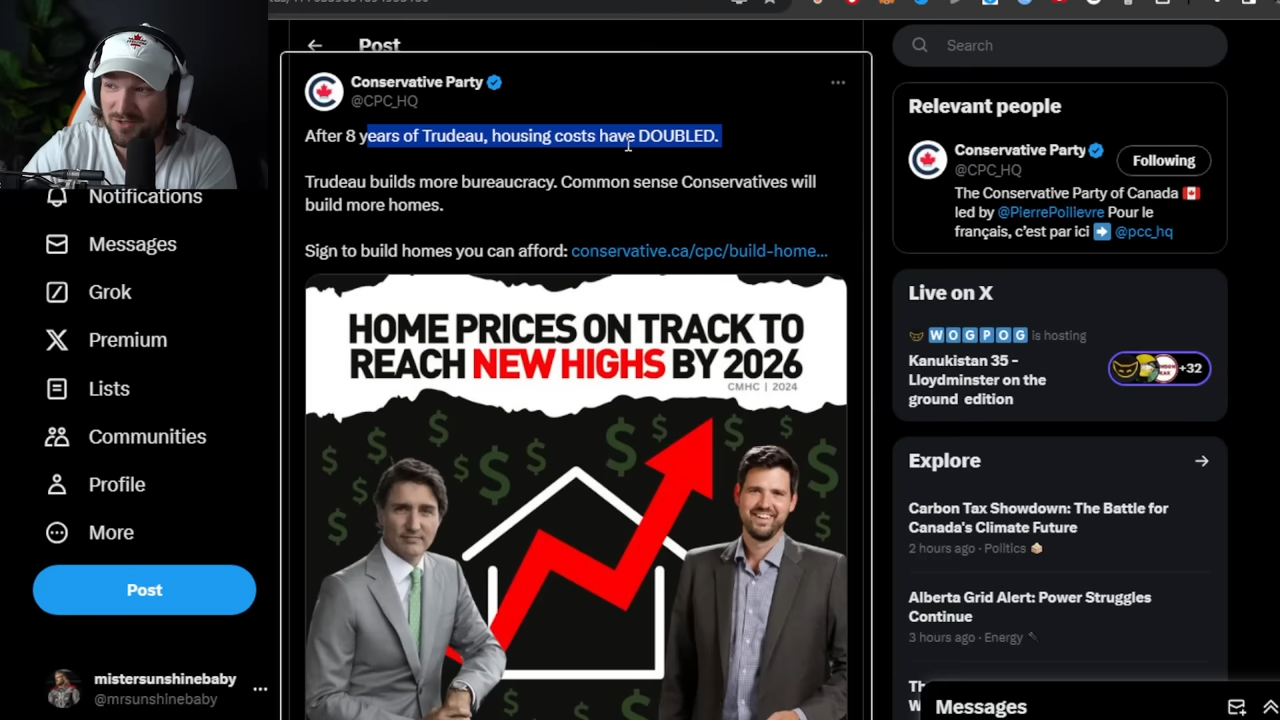 Post
Conservative Party
@CPC_HQ
After 8 years of Trudeau, housing costs have DOUBLED.
Trudeau builds more bureaucracy. Common sense Conservatives will
build more homes.
Sign to build homes you can afford: conservative.ca/cpc/build-home…
HOME PRICES ON TRACK TO
REACH NEW HIGHS BY 2026
CMHC | 2024
Notifications
Messages
Grok
Premium
Lists
Communities
Profile
More
Post
mistersunshinebaby
@mrsunshinebaby
Search
Relevant people
Conservative Party
@CPC_HQ
Following
The Conservative Party of Canada 🇨🇦
led by @PierrePoilievre Pour le
français, c'est par ici ➡️ @pcc_hq
Live on X
WOGPOG is hosting
Kanukistan 35 -
Lloydminster on the
ground edition
+32
Explore
Carbon Tax Showdown: The Battle for
Canada's Climate Future
2 hours ago · Politics
Alberta Grid Alert: Power Struggles
Continue
3 hours ago · Energy
Messages